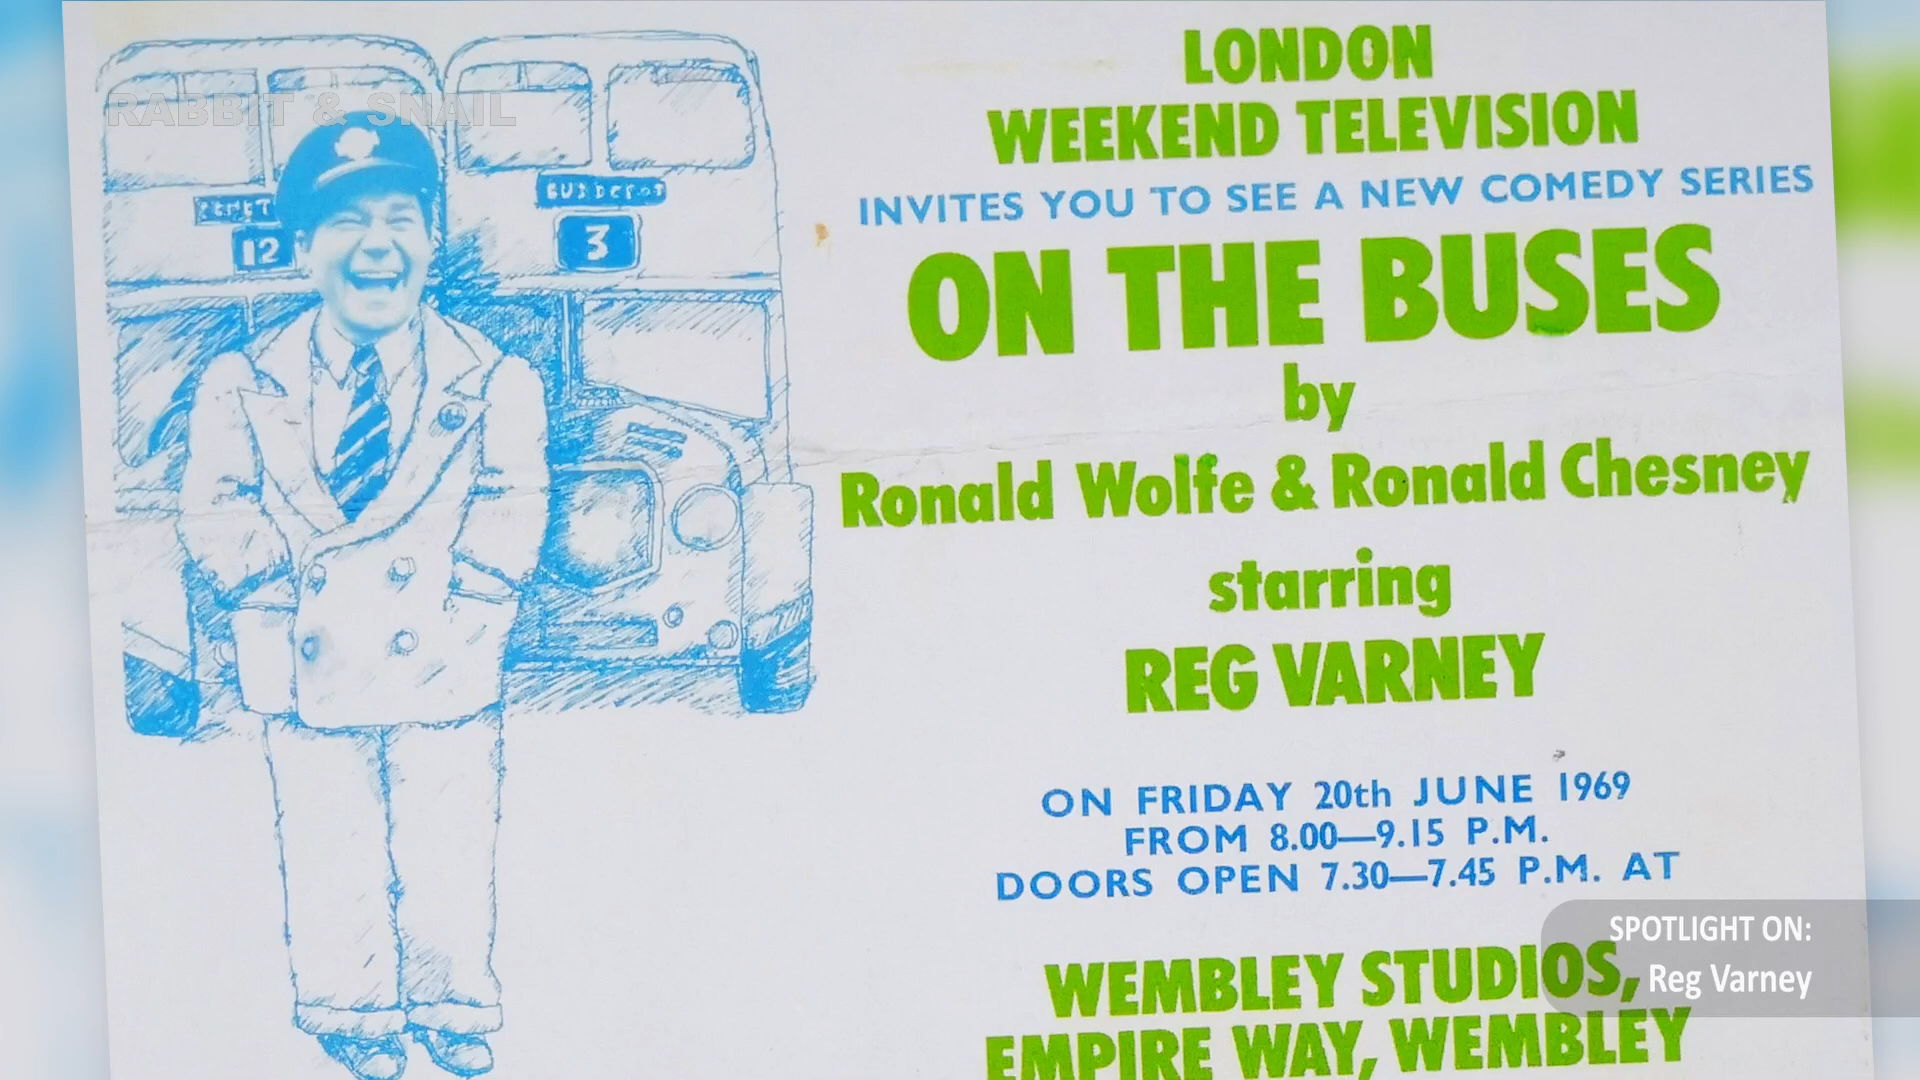 RABBIT & SNAIL
BUS DEPOT
12
3
LONDON
WEEKEND TELEVISION
INVITES YOU TO SEE A NEW COMEDY SERIES
ON THE BUSES
by
Ronald Wolfe & Ronald Chesney
starring
REG VARNEY
ON FRIDAY 20th JUNE 1969
FROM 8.00—9.15 P.M.
DOORS OPEN 7.30—7.45 P.M. AT
WEMBLEY STUDIOS,
EMPIRE WAY, WEMBLEY
SPOTLIGHT ON:
Reg Varney